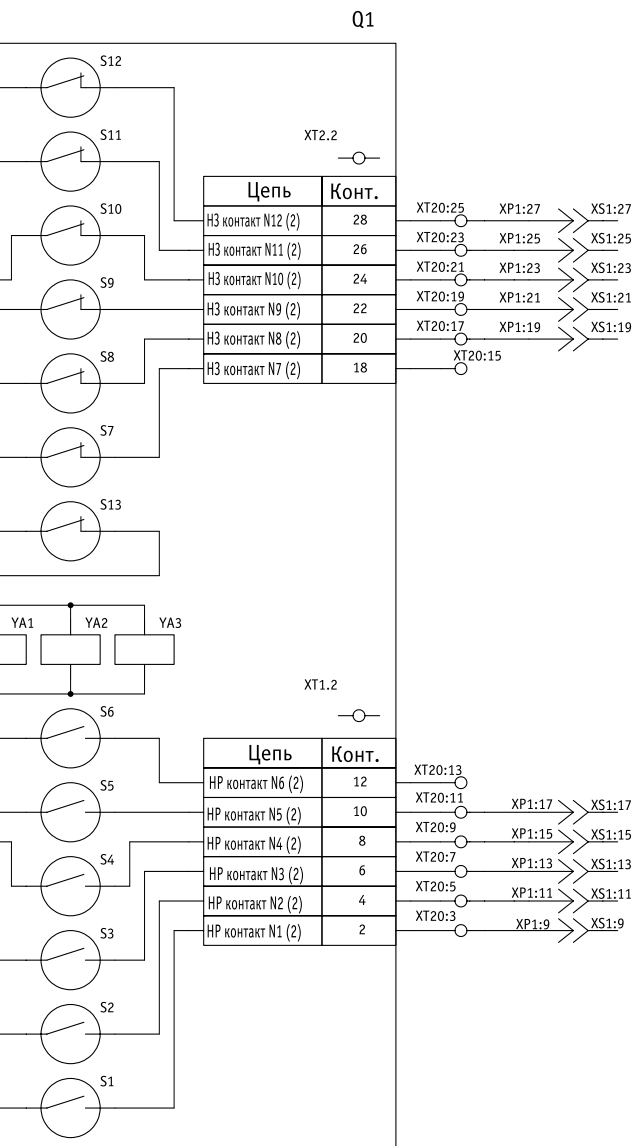 Q1
S12
S11
S10
S9
S8
S7
S13
XT2.2
Цепь Конт.
НЗ контакт N12 (2) 28 XT20:25 XP1:27 XS1:27
НЗ контакт N11 (2) 26 XT20:23 XP1:25 XS1:25
НЗ контакт N10 (2) 24 XT20:21 XP1:23 XS1:23
НЗ контакт N9 (2) 22 XT20:19 XP1:21 XS1:21
НЗ контакт N8 (2) 20 XT20:17 XP1:19 XS1:19
НЗ контакт N7 (2) 18 XT20:15
YA1 YA2 YA3
S6
S5
S4
S3
S2
S1
XT1.2
Цепь Конт.
НР контакт N6 (2) 12 XT20:13
НР контакт N5 (2) 10 XT20:11 XP1:17 XS1:17
НР контакт N4 (2) 8 XT20:9 XP1:15 XS1:15
НР контакт N3 (2) 6 XT20:7 XP1:13 XS1:13
НР контакт N2 (2) 4 XT20:5 XP1:11 XS1:11
НР контакт N1 (2) 2 XT20:3 XP1:9 XS1:9